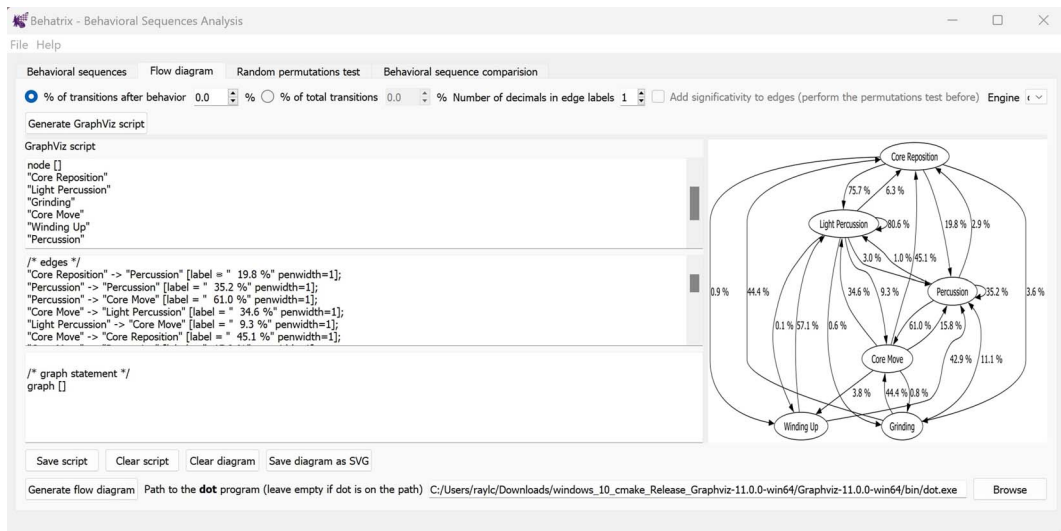 Behatrix - Behavioral Sequences Analysis
File Help
Behavioral sequences Flow diagram Random permutations test Behavioral sequence comparision
% of transitions after behavior 0.0 % % of total transitions 0.0 % Number of decimals in edge labels 1 Add significativity to edges (perform the permutations test before) Engine
Generate GraphViz script
GraphViz script
node []
"Core Reposition"
"Light Percussion"
"Grinding"
"Core Move"
"Winding Up"
"Percussion"
/* edges */
"Core Reposition" -> "Percussion" [label = " 19.8 %" penwidth=1];
"Percussion" -> "Percussion" [label = " 35.2 %" penwidth=1];
"Percussion" -> "Core Move" [label = " 61.0 %" penwidth=1];
"Core Move" -> "Light Percussion" [label = " 34.6 %" penwidth=1];
"Light Percussion" -> "Core Move" [label = " 9.3 %" penwidth=1];
"Core Move" -> "Core Reposition" [label = " 45.1 %" penwidth=1];
/* graph statement */
graph []
Core Reposition
75.7 % 6.3 %
Light Percussion 80.6 % 19.8 % 2.9 %
3.0 % 1.0 % 45.1 %
0.9 % 44.4 % 34.6 % 9.3 % Percussion 35.2 % 3.6 %
0.1 % 57.1 % 0.6 % 61.0 % 15.8 %
Core Move 42.9 % 11.1 %
3.8 % 44.4 % 0.8 %
Winding Up Grinding
Save script Clear script Clear diagram Save diagram as SVG
Generate flow diagram Path to the dot program (leave empty if dot is on the path) C:/Users/raylc/Downloads/windows_10_cmake_Release_Graphviz-11.0.0-win64/Graphviz-11.0.0-win64/bin/dot.exe Browse